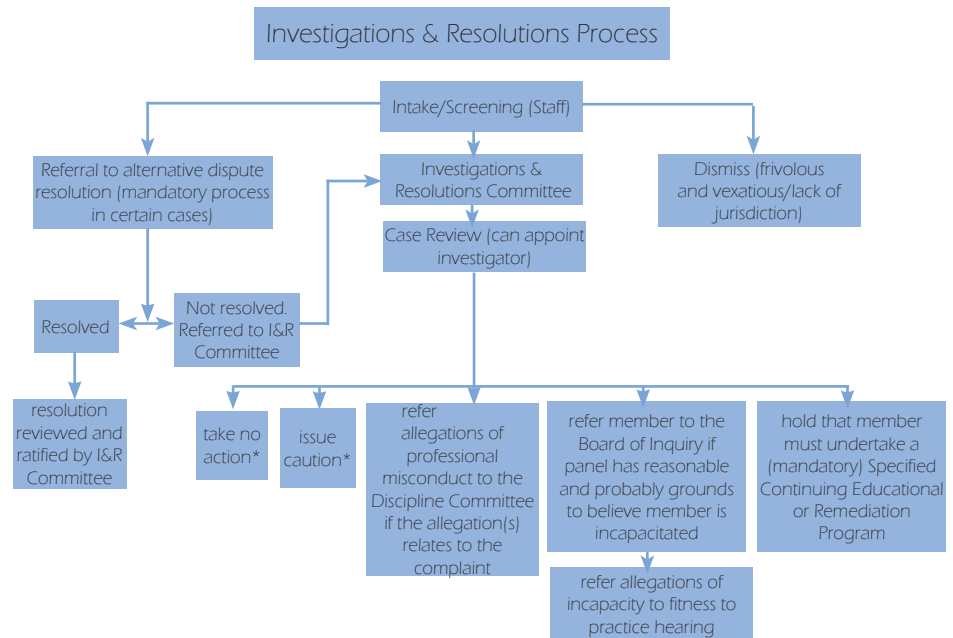 Investigations & Resolutions Process
Intake/Screening (Staff)
Referral to alternative dispute
resolution (mandatory process
in certain cases)
Investigations &
Resolutions Committee
Dismiss (frivolous
and vexatious/lack of
jurisdiction)
Case Review (can appoint
investigator)
Resolved
Not resolved.
Referred to I&R
Committee
resolution
reviewed and
ratified by I&R
Committee
take no
action*
issue
caution*
refer
allegations of
professional
misconduct to the
Discipline Committee
if the allegation(s)
relates to the
complaint
refer member to the
Board of Inquiry if
panel has reasonable
and probably grounds
to believe member is
incapacitated
hold that member
must undertake a
(mandatory) Specified
Continuing Educational
or Remediation
Program
refer allegations of
incapacity to fitness to
practice hearing